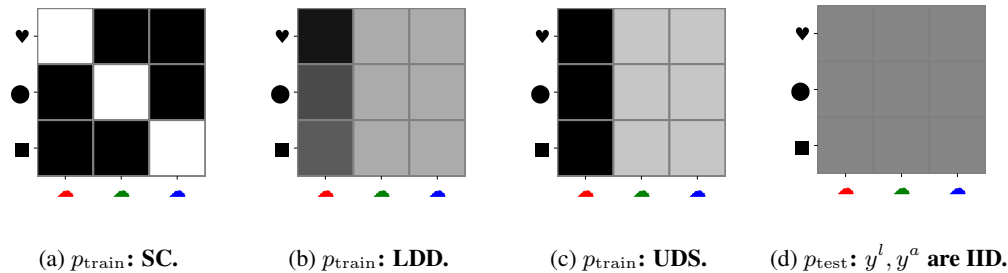 (a) p_train: SC.
(b) p_train: LDD.
(c) p_train: UDS.
(d) p_test: y^l, y^a are IID.